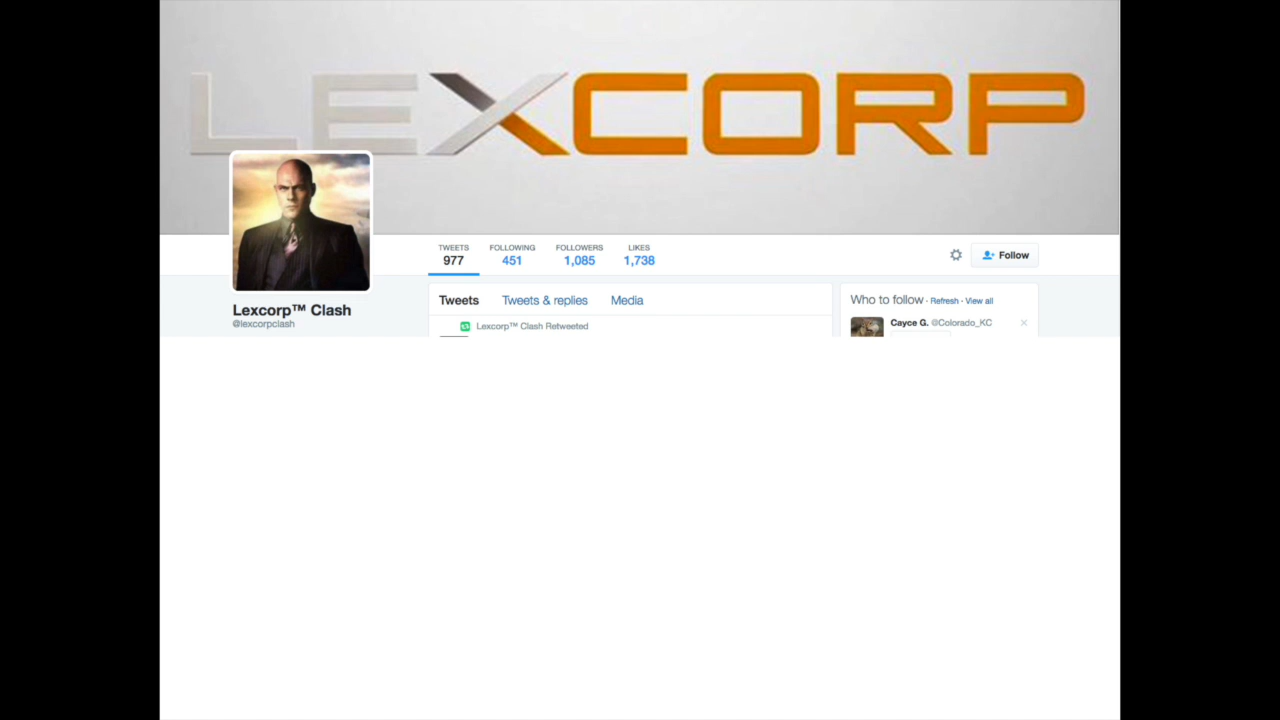 LEXCORP
TWEETS FOLLOWING FOLLOWERS LIKES
977 451 1,085 1,738
Follow
Lexcorp™ Clash
@lexcorpclash
Tweets Tweets & replies Media
Lexcorp™ Clash Retweeted
Who to follow · Refresh · View all
Cayce G. @Colorado_KC